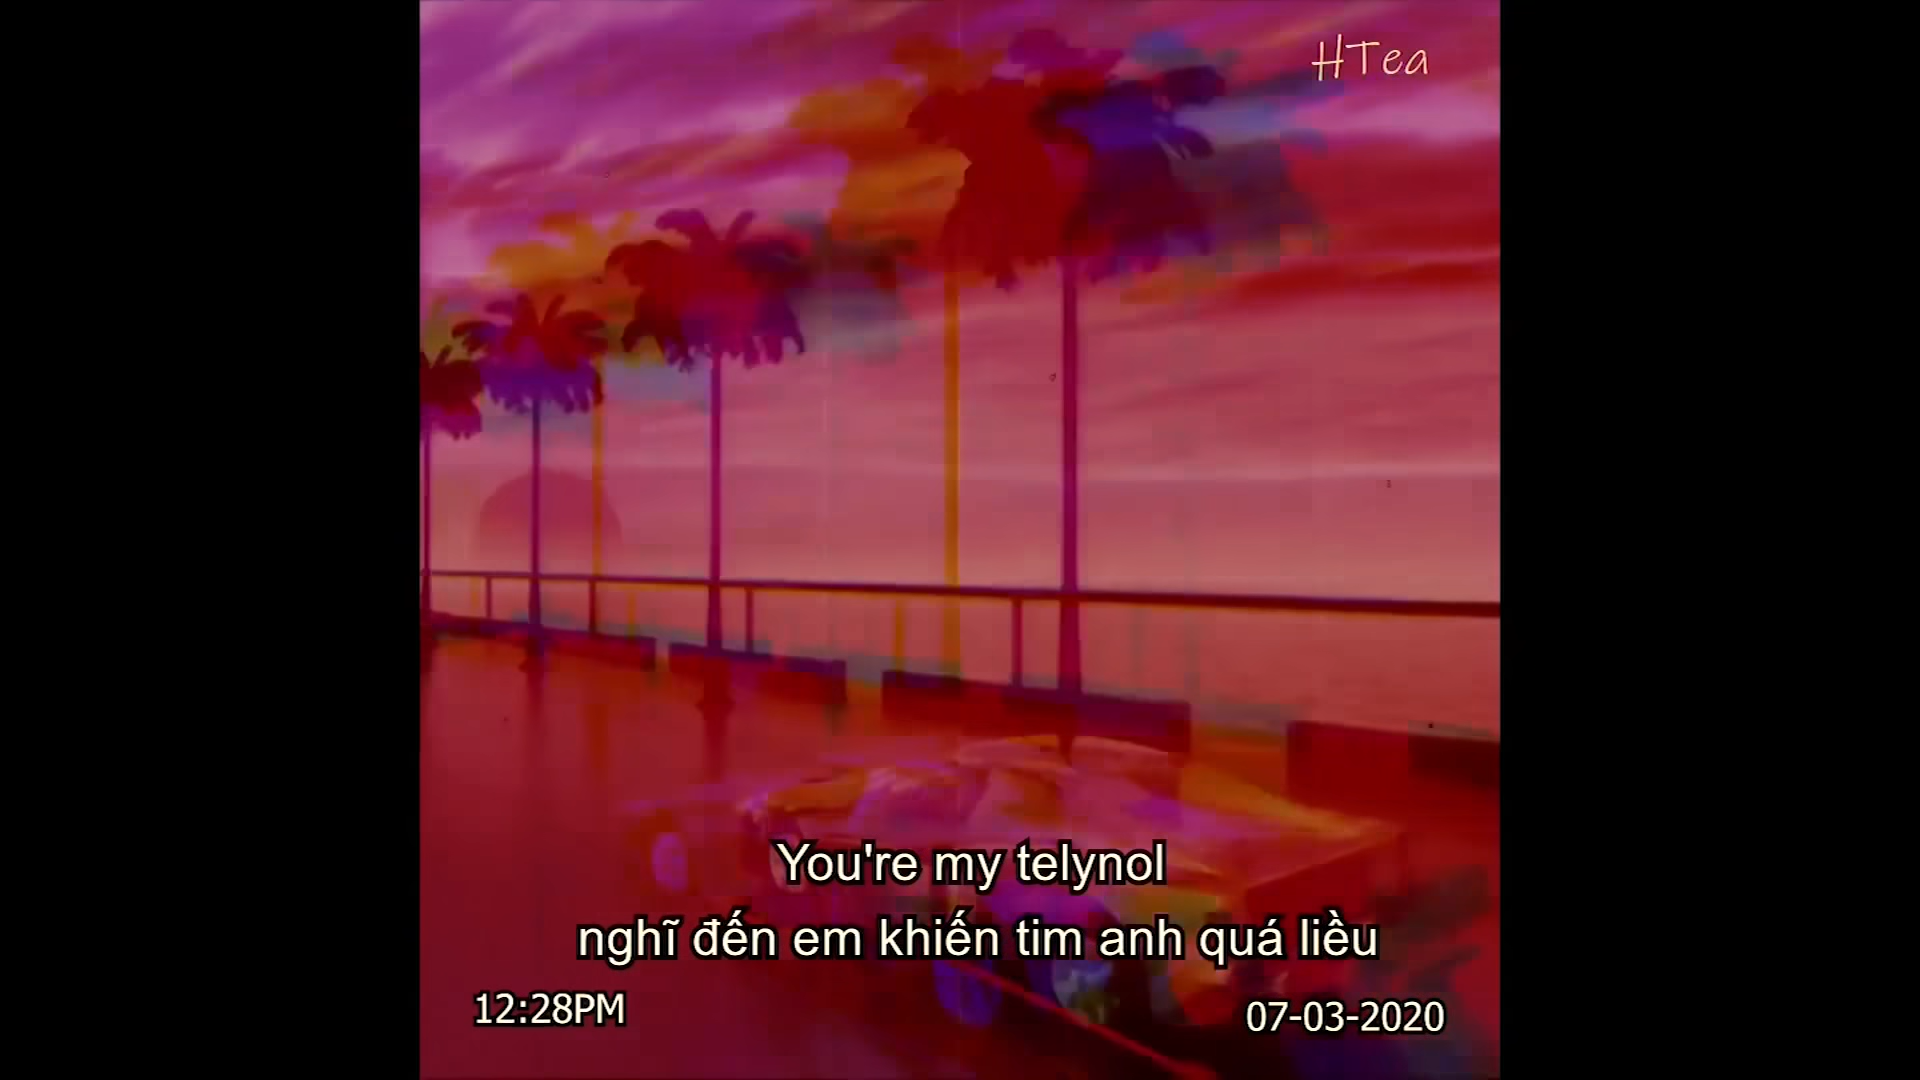 HTea
You're my telynol
nghĩ đến em khiến tim anh quá liều
12:28PM
07-03-2020